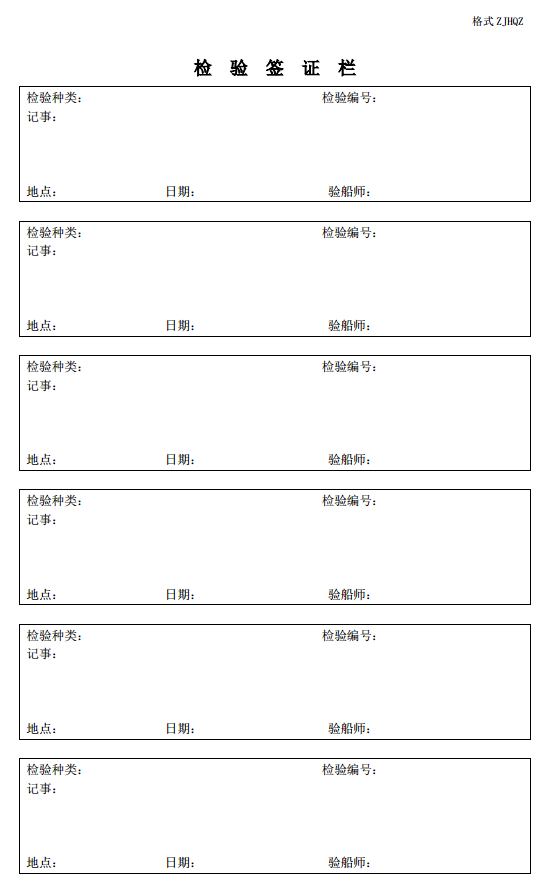 格式 ZJHQZ
检 验 签 证 栏
检验种类： 检验编号：
记事：
地点： 日期： 验船师：
检验种类： 检验编号：
记事：
地点： 日期： 验船师：
检验种类： 检验编号：
记事：
地点： 日期： 验船师：
检验种类： 检验编号：
记事：
地点： 日期： 验船师：
检验种类： 检验编号：
记事：
地点： 日期： 验船师：
检验种类： 检验编号：
记事：
地点： 日期： 验船师：